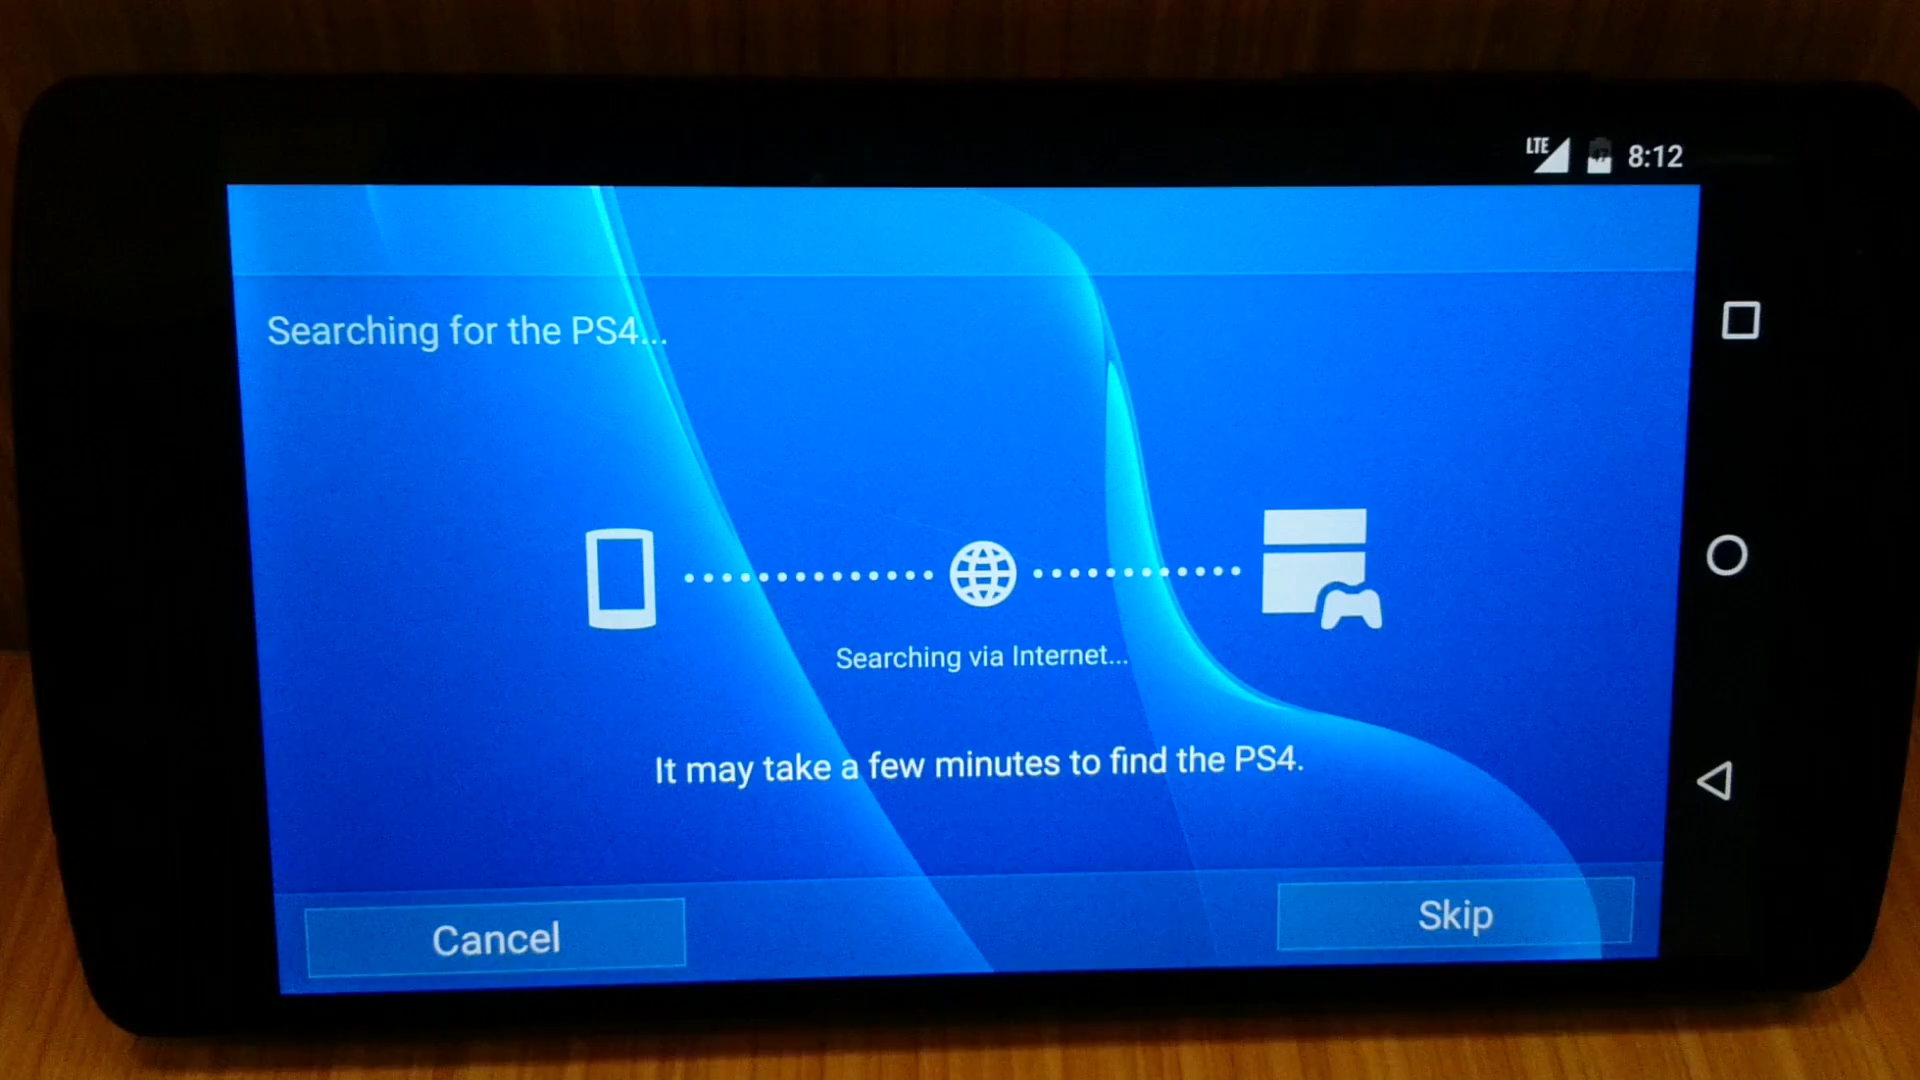 LTE 8:12
Searching for the PS4...
Searching via Internet...
It may take a few minutes to find the PS4.
Cancel
Skip